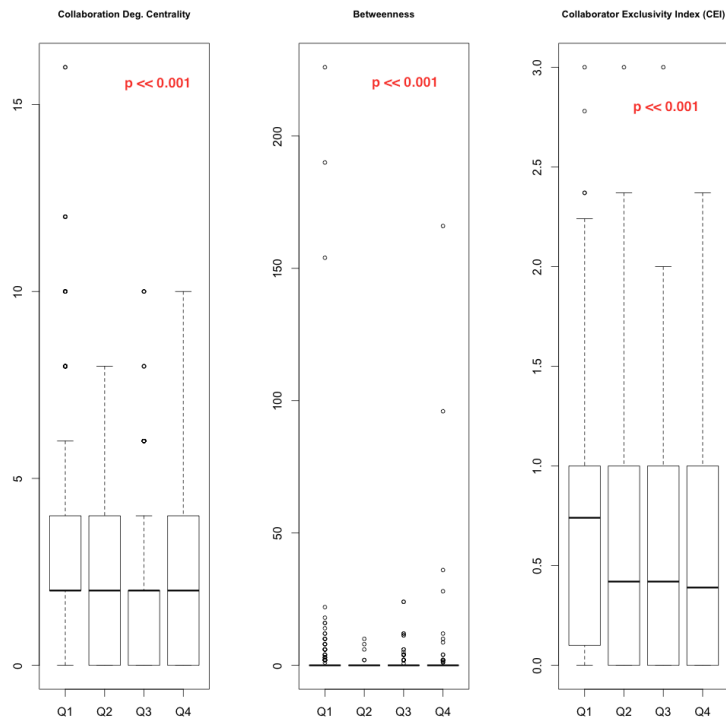 Collaboration Deg. Centrality
p << 0.001
15
10
5
0
Q1 Q2 Q3 Q4
Betweenness
p << 0.001
200
150
100
50
0
Q1 Q2 Q3 Q4
Collaborator Exclusivity Index (CEI)
p << 0.001
3.0
2.5
2.0
1.5
1.0
0.5
0.0
Q1 Q2 Q3 Q4